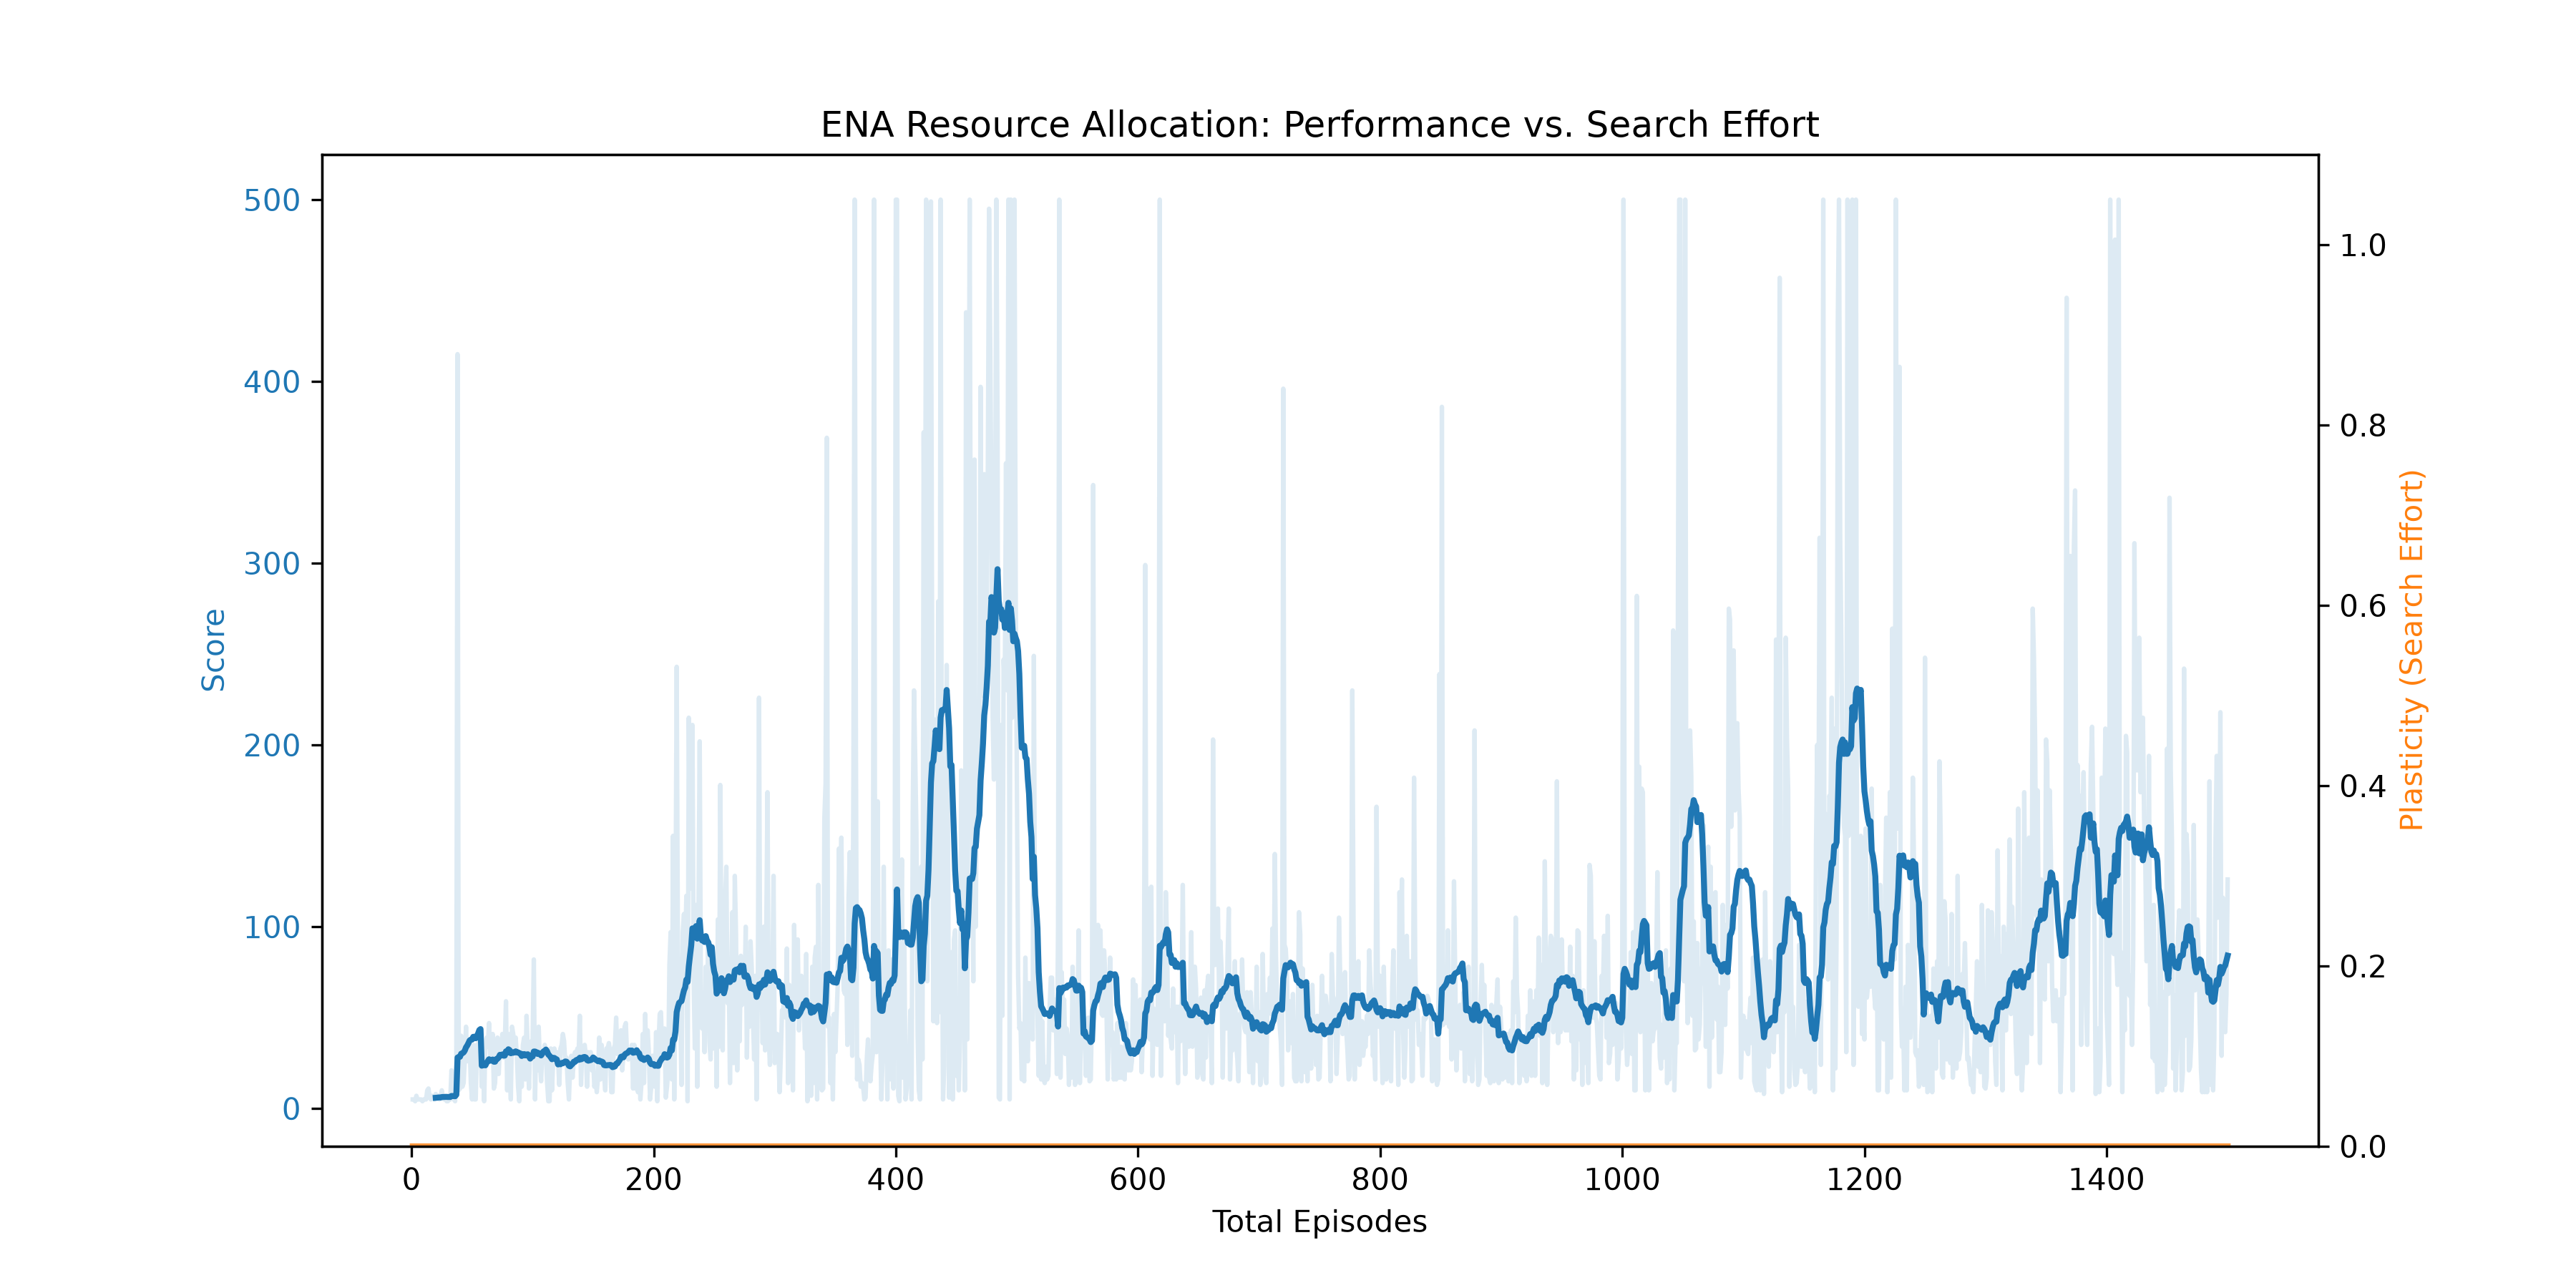 ENA Resource Allocation: Performance vs. Search Effort
500
400
300
200
100
0
Score
1.0
0.8
0.6
0.4
0.2
0.0
Plasticity (Search Effort)
0 200 400 600 800 1000 1200 1400
Total Episodes